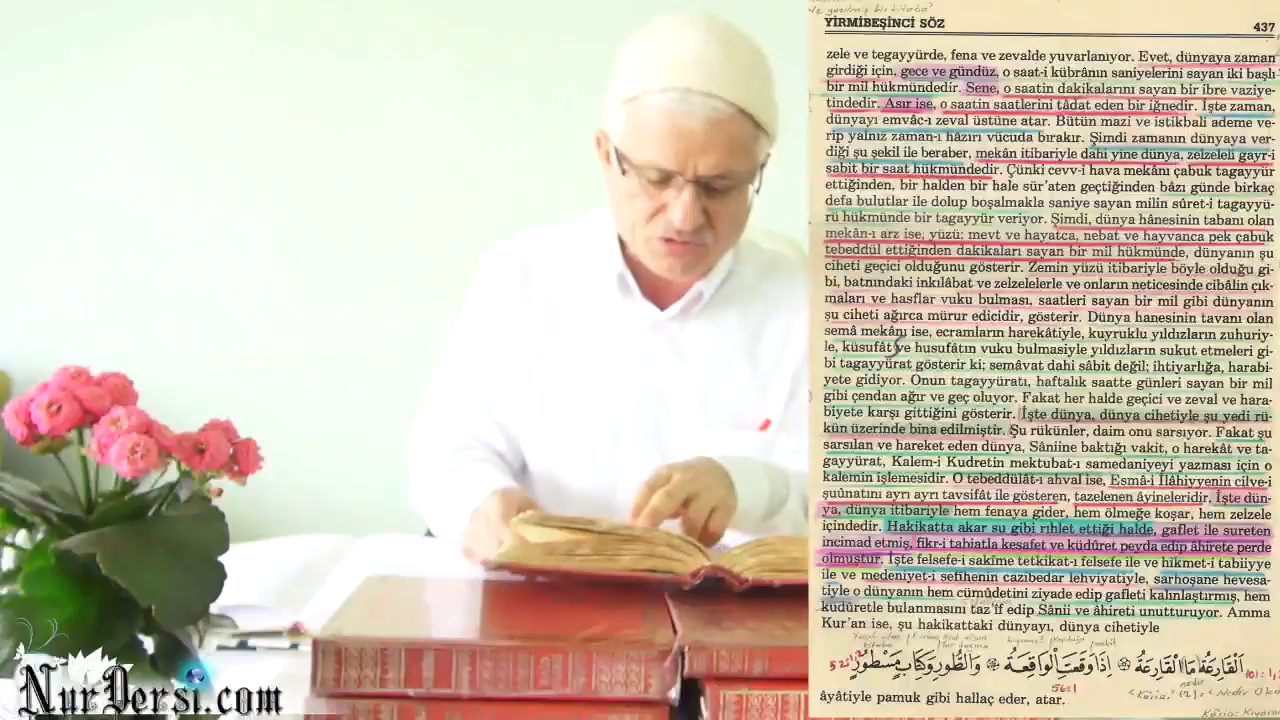 YİRMİBEŞİNCİ SÖZ
437
zele ve tegayyürde, fena ve zevalde yuvarlanıyor. Evet, dünyaya zaman
girdiği için, gece ve gündüz, o saat-i kübrânın saniyelerini sayan iki başlı
bir mil hükmündedir. Sene, o saatin dakikalarını sayan bir ibre vaziye-
tindedir. Asır ise, o saatin saatlerini tâdat eden bir iğnedir. İşte zaman,
dünyayı emvâc-ı zeval üstüne atar. Bütün mazi ve istikbali ademe ve-
rip yalnız zaman-ı hâzırı vücuda bırakır. Şimdi zamanın dünyaya ver-
diği şu şekil ile beraber, mekân itibariyle dahi yine dünya, zelzeleli gayr-i
sabit bir saat hükmündedir. Çünki cevv-i hava mekânı çabuk tagayyür
ettiğinden, bir halden bir hale sür'aten geçtiğinden bâzı günde birkaç
defa bulutlar ile dolup boşalmakla saniye sayan milin sûret-i tagayyü-
rü hükmünde bir tagayyür veriyor. Şimdi, dünya hânesinin tabanı olan
mekân-ı arz ise, yüzü; mevt ve hayatca, nebat ve hayvanca pek çabuk
tebeddül ettiğinden dakikaları sayan bir mil hükmünde, dünyanın şu
ciheti geçici olduğunu gösterir. Zemin yüzü itibariyle böyle olduğu gi-
bi, batnındaki inkılâbat ve zelzelelerle ve onların neticesinde cibâlin çık-
maları ve hasflar vuku bulması, saatleri sayan bir mil gibi dünyanın
şu ciheti ağırca mürur edicidir, gösterir. Dünya hanesinin tavanı olan
semâ mekânı ise, ecramların harekâtiyle, kuyruklu yıldızların zuhuriy-
le, küsufât ve husufâtın vuku bulmasiyle yıldızların sukut etmeleri gi-
bi tagayyürat gösterir ki; semâvat dahi sâbit değil; ihtiyarlığa, harabi-
yete gidiyor. Onun tagayyüratı, haftalık saatte günleri sayan bir mil
gibi çendan ağır ve geç oluyor. Fakat her halde geçici ve zeval ve hara-
biyete karşı gittiğini gösterir. İşte dünya, dünya cihetiyle şu yedi rü-
kün üzerinde bina edilmiştir. Şu rükünler, daim onu sarsıyor. Fakat şu
sarsılan ve hareket eden dünya, Sâniine baktığı vakit, o harekât ve ta-
gayyürat, Kalem-i Kudretin mektubat-ı samedaniyeyi yazması için o
kalemin işlemesidir. O tebeddülât-ı ahval ise, Esmâ-i İlâhiyyenin cilve-i
şuûnatını ayrı ayrı tavsifât ile gösteren, tazelenen âyineleridir. İşte dün-
ya, dünya itibariyle hem fenaya gider, hem ölmeğe koşar, hem zelzele
içindedir. Hakikatta akar su gibi rıhlet ettiği halde, gaflet ile sureten
incimad etmiş, fikr-i tabiatla kesafet ve küdûret peyda edip âhirete perde
olmuştur. İşte felsefe-i sakîme tetkikat-ı felsefe ile ve hikmet-i tabiiyye
ile ve medeniyet-i sefihenin cazibedar lehviyatiyle, sarhoşane hevesa-
tiyle o dünyanın hem cümûdetini ziyade edip gafleti kalınlaştırmış, hem
küdûretle bulanmasını taz'îf edip Sânii ve âhireti unutturuyor. Amma
Kur'an ise, şu hakikattaki dünyayı, dünya cihetiyle
اَلْقَارِعَةُ مَا الْقَارِعَةُ ❋ اِذَا وَقَعَتِ الْوَاقِعَةُ ❋ وَالطُّورِ وَكِتَابٍ مَسْطُورٍ
52:1/2
56:1
âyâtiyle pamuk gibi hallaç eder, atar.
NurDersi.com